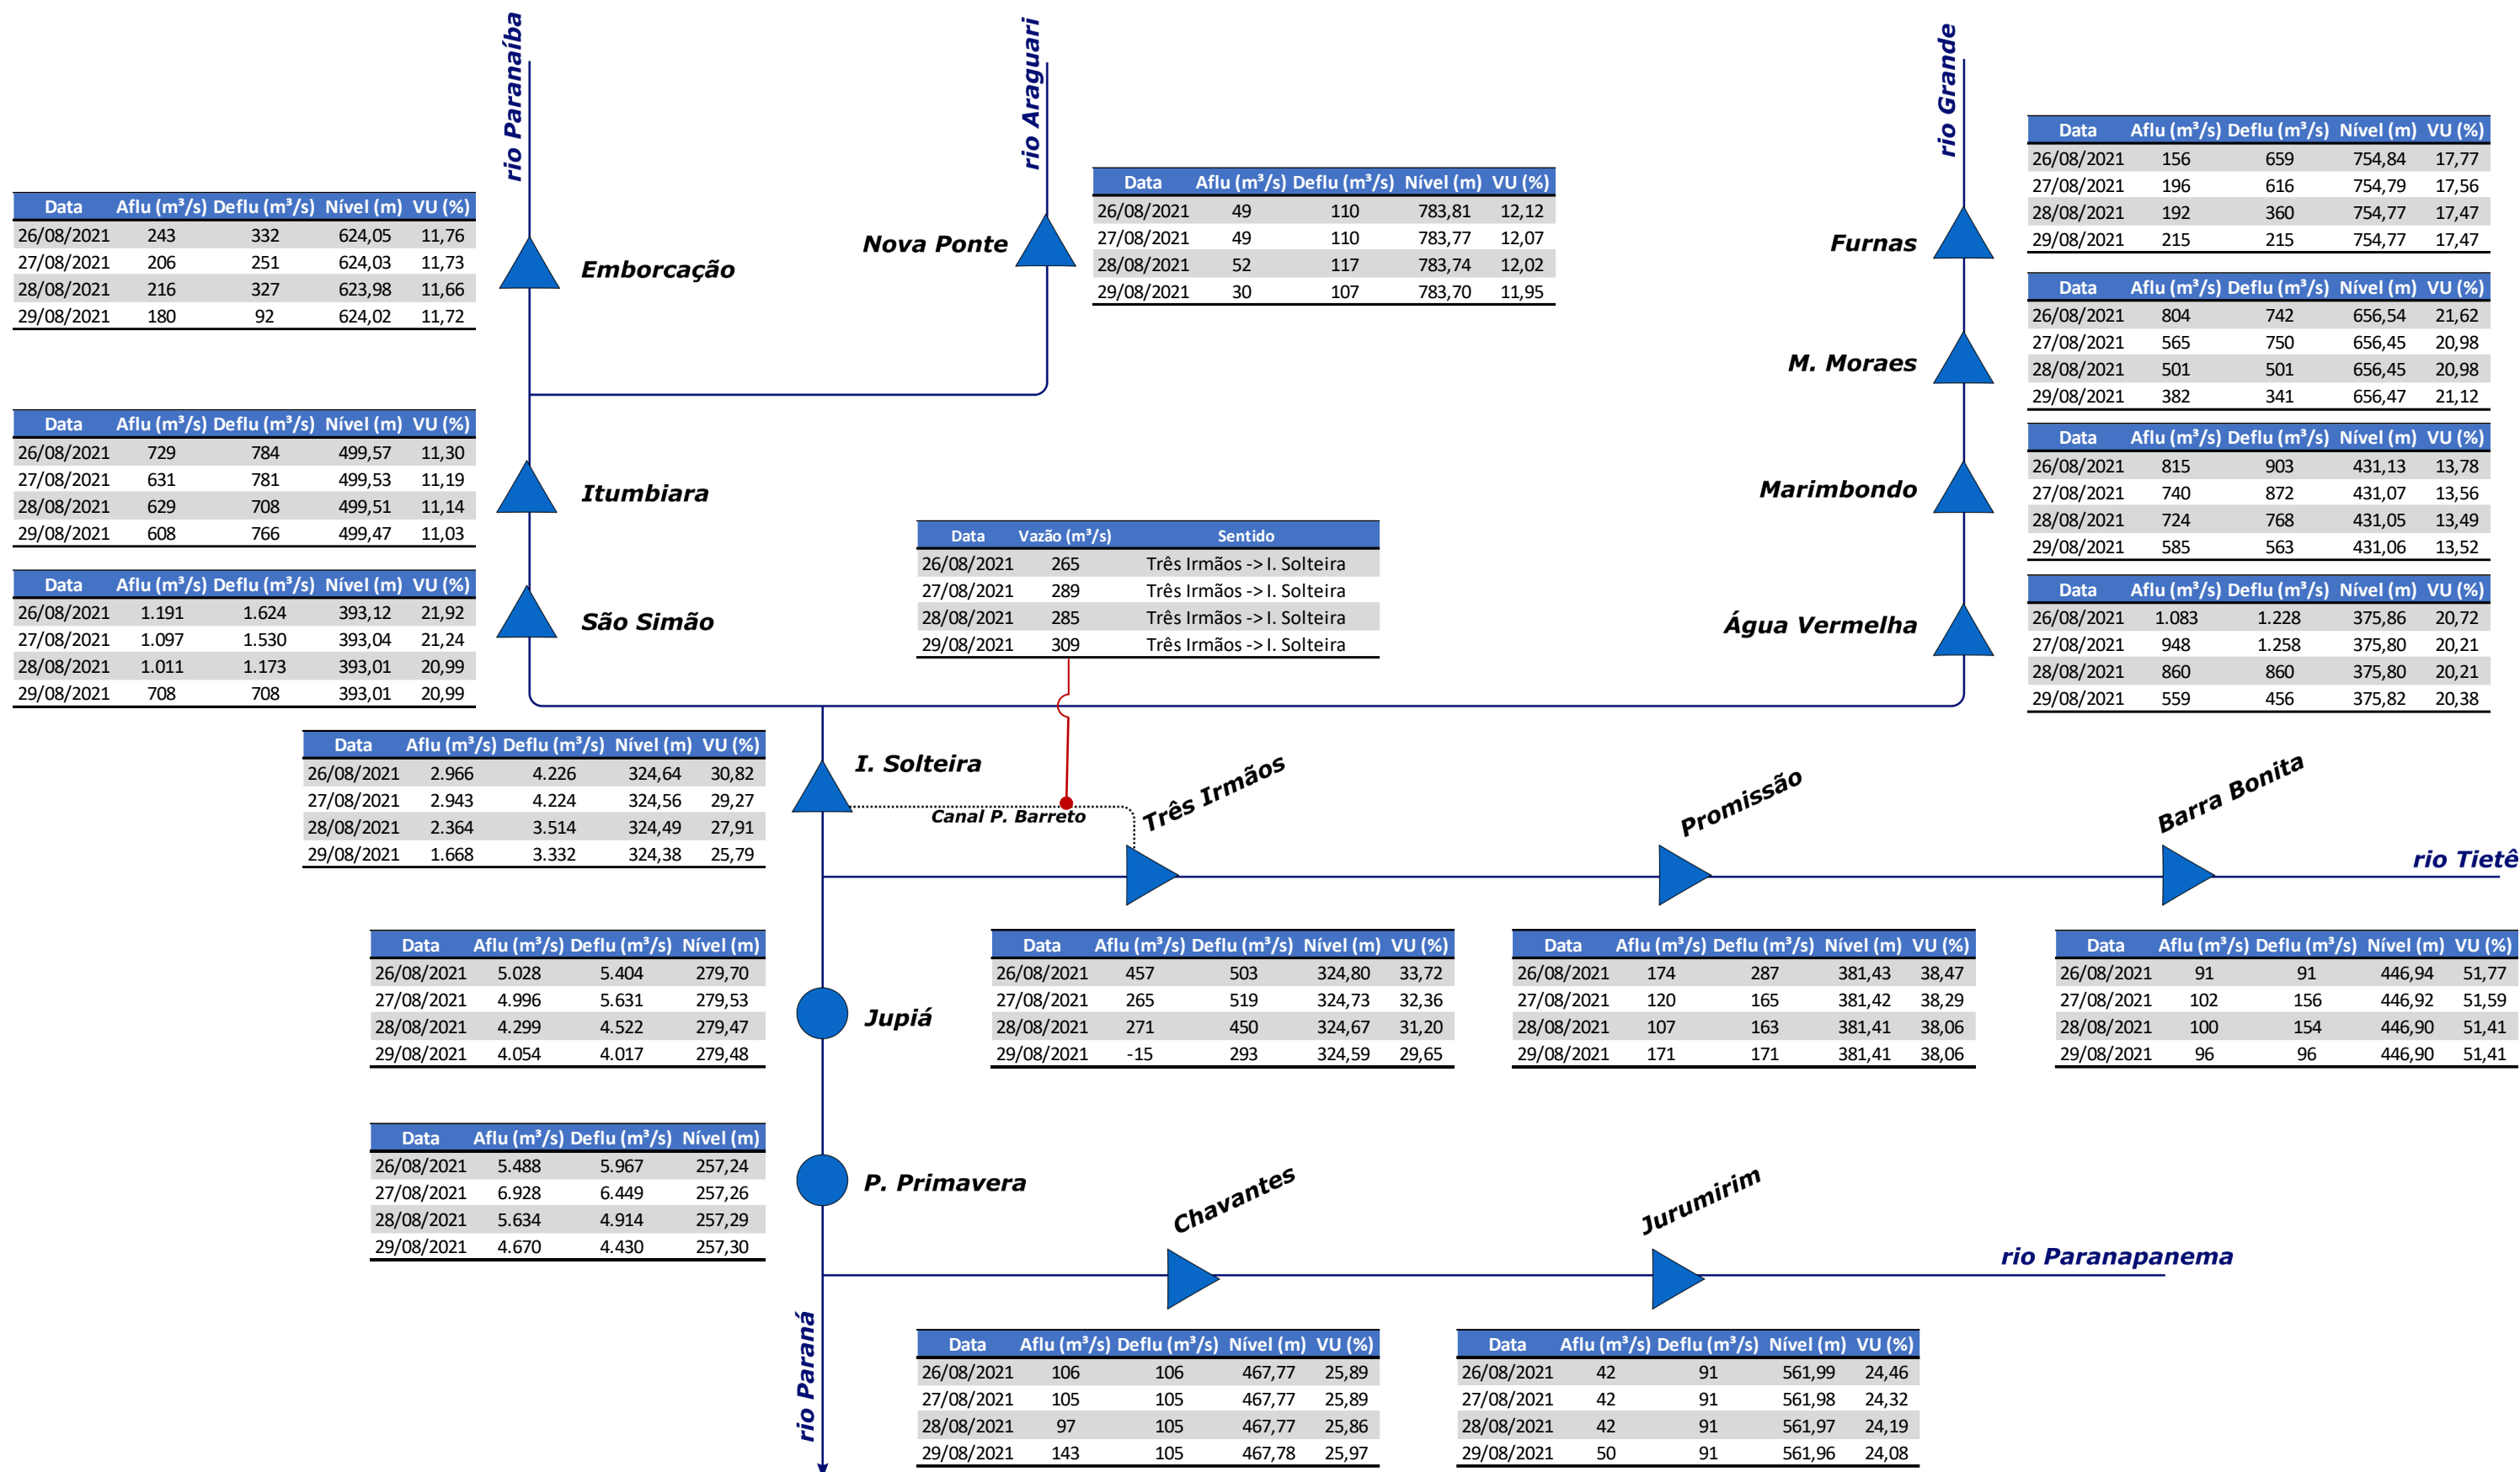 rio Paranaíba
rio Araguari
rio Grande
Data Aflu (m³/s) Deflu (m³/s) Nível (m) VU (%)
26/08/2021 156 659 754,84 17,77
27/08/2021 196 616 754,79 17,56
28/08/2021 192 360 754,77 17,47
29/08/2021 215 215 754,77 17,47
Furnas
Data Aflu (m³/s) Deflu (m³/s) Nível (m) VU (%)
26/08/2021 49 110 783,81 12,12
27/08/2021 49 110 783,77 12,07
28/08/2021 52 117 783,74 12,02
29/08/2021 30 107 783,70 11,95
Nova Ponte
Data Aflu (m³/s) Deflu (m³/s) Nível (m) VU (%)
26/08/2021 243 332 624,05 11,76
27/08/2021 206 251 624,03 11,73
28/08/2021 216 327 623,98 11,66
29/08/2021 180 92 624,02 11,72
Emborcação
Data Aflu (m³/s) Deflu (m³/s) Nível (m) VU (%)
26/08/2021 804 742 656,54 21,62
27/08/2021 565 750 656,45 20,98
28/08/2021 501 501 656,45 20,98
29/08/2021 382 341 656,47 21,12
M. Moraes
Data Aflu (m³/s) Deflu (m³/s) Nível (m) VU (%)
26/08/2021 729 784 499,57 11,30
27/08/2021 631 781 499,53 11,19
28/08/2021 629 708 499,51 11,14
29/08/2021 608 766 499,47 11,03
Itumbiara
Data Aflu (m³/s) Deflu (m³/s) Nível (m) VU (%)
26/08/2021 815 903 431,13 13,78
27/08/2021 740 872 431,07 13,56
28/08/2021 724 768 431,05 13,49
29/08/2021 585 563 431,06 13,52
Marimbondo
Data Vazão (m³/s) Sentido
26/08/2021 265 Três Irmãos -> I. Solteira
27/08/2021 289 Três Irmãos -> I. Solteira
28/08/2021 285 Três Irmãos -> I. Solteira
29/08/2021 309 Três Irmãos -> I. Solteira
Data Aflu (m³/s) Deflu (m³/s) Nível (m) VU (%)
26/08/2021 1.191 1.624 393,12 21,92
27/08/2021 1.097 1.530 393,04 21,24
28/08/2021 1.011 1.173 393,01 20,99
29/08/2021 708 708 393,01 20,99
São Simão
Data Aflu (m³/s) Deflu (m³/s) Nível (m) VU (%)
26/08/2021 1.083 1.228 375,86 20,72
27/08/2021 948 1.258 375,80 20,21
28/08/2021 860 860 375,80 20,21
29/08/2021 559 456 375,82 20,38
Água Vermelha
Data Aflu (m³/s) Deflu (m³/s) Nível (m) VU (%)
26/08/2021 2.966 4.226 324,64 30,82
27/08/2021 2.943 4.224 324,56 29,27
28/08/2021 2.364 3.514 324,49 27,91
29/08/2021 1.668 3.332 324,38 25,79
I. Solteira
Canal P. Barreto
Três Irmãos
Promissão
Barra Bonita
rio Tietê
Data Aflu (m³/s) Deflu (m³/s) Nível (m)
26/08/2021 5.028 5.404 279,70
27/08/2021 4.996 5.631 279,53
28/08/2021 4.299 4.522 279,47
29/08/2021 4.054 4.017 279,48
Jupiá
Data Aflu (m³/s) Deflu (m³/s) Nível (m) VU (%)
26/08/2021 457 503 324,80 33,72
27/08/2021 265 519 324,73 32,36
28/08/2021 271 450 324,67 31,20
29/08/2021 -15 293 324,59 29,65
Data Aflu (m³/s) Deflu (m³/s) Nível (m) VU (%)
26/08/2021 174 287 381,43 38,47
27/08/2021 120 165 381,42 38,29
28/08/2021 107 163 381,41 38,06
29/08/2021 171 171 381,41 38,06
Data Aflu (m³/s) Deflu (m³/s) Nível (m) VU (%)
26/08/2021 91 91 446,94 51,77
27/08/2021 102 156 446,92 51,59
28/08/2021 100 154 446,90 51,41
29/08/2021 96 96 446,90 51,41
Data Aflu (m³/s) Deflu (m³/s) Nível (m)
26/08/2021 5.488 5.967 257,24
27/08/2021 6.928 6.449 257,26
28/08/2021 5.634 4.914 257,29
29/08/2021 4.670 4.430 257,30
P. Primavera
Chavantes
Jurumirim
rio Paranapanema
rio Paraná
Data Aflu (m³/s) Deflu (m³/s) Nível (m) VU (%)
26/08/2021 106 106 467,77 25,89
27/08/2021 105 105 467,77 25,89
28/08/2021 97 105 467,77 25,86
29/08/2021 143 105 467,78 25,97
Data Aflu (m³/s) Deflu (m³/s) Nível (m) VU (%)
26/08/2021 42 91 561,99 24,46
27/08/2021 42 91 561,98 24,32
28/08/2021 42 91 561,97 24,19
29/08/2021 50 91 561,96 24,08